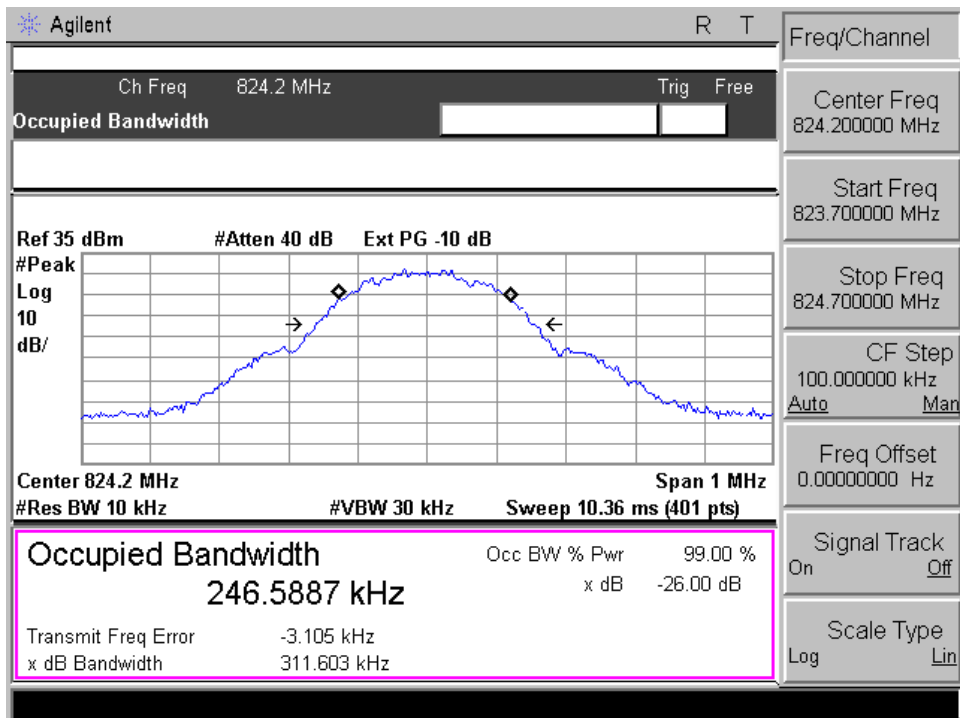 Agilent R T
Freq/Channel
Ch Freq 824.2 MHz Trig Free
Occupied Bandwidth
Center Freq
824.200000 MHz
Start Freq
823.700000 MHz
Stop Freq
824.700000 MHz
CF Step
100.000000 kHz
Auto Man
Freq Offset
0.00000000 Hz
Signal Track
On Off
Scale Type
Log Lin
Ref 35 dBm #Atten 40 dB Ext PG -10 dB
#Peak
Log
10
dB/
Center 824.2 MHz Span 1 MHz
#Res BW 10 kHz #VBW 30 kHz Sweep 10.36 ms (401 pts)
Occupied Bandwidth Occ BW % Pwr 99.00 %
246.5887 kHz x dB -26.00 dB
Transmit Freq Error -3.105 kHz
x dB Bandwidth 311.603 kHz